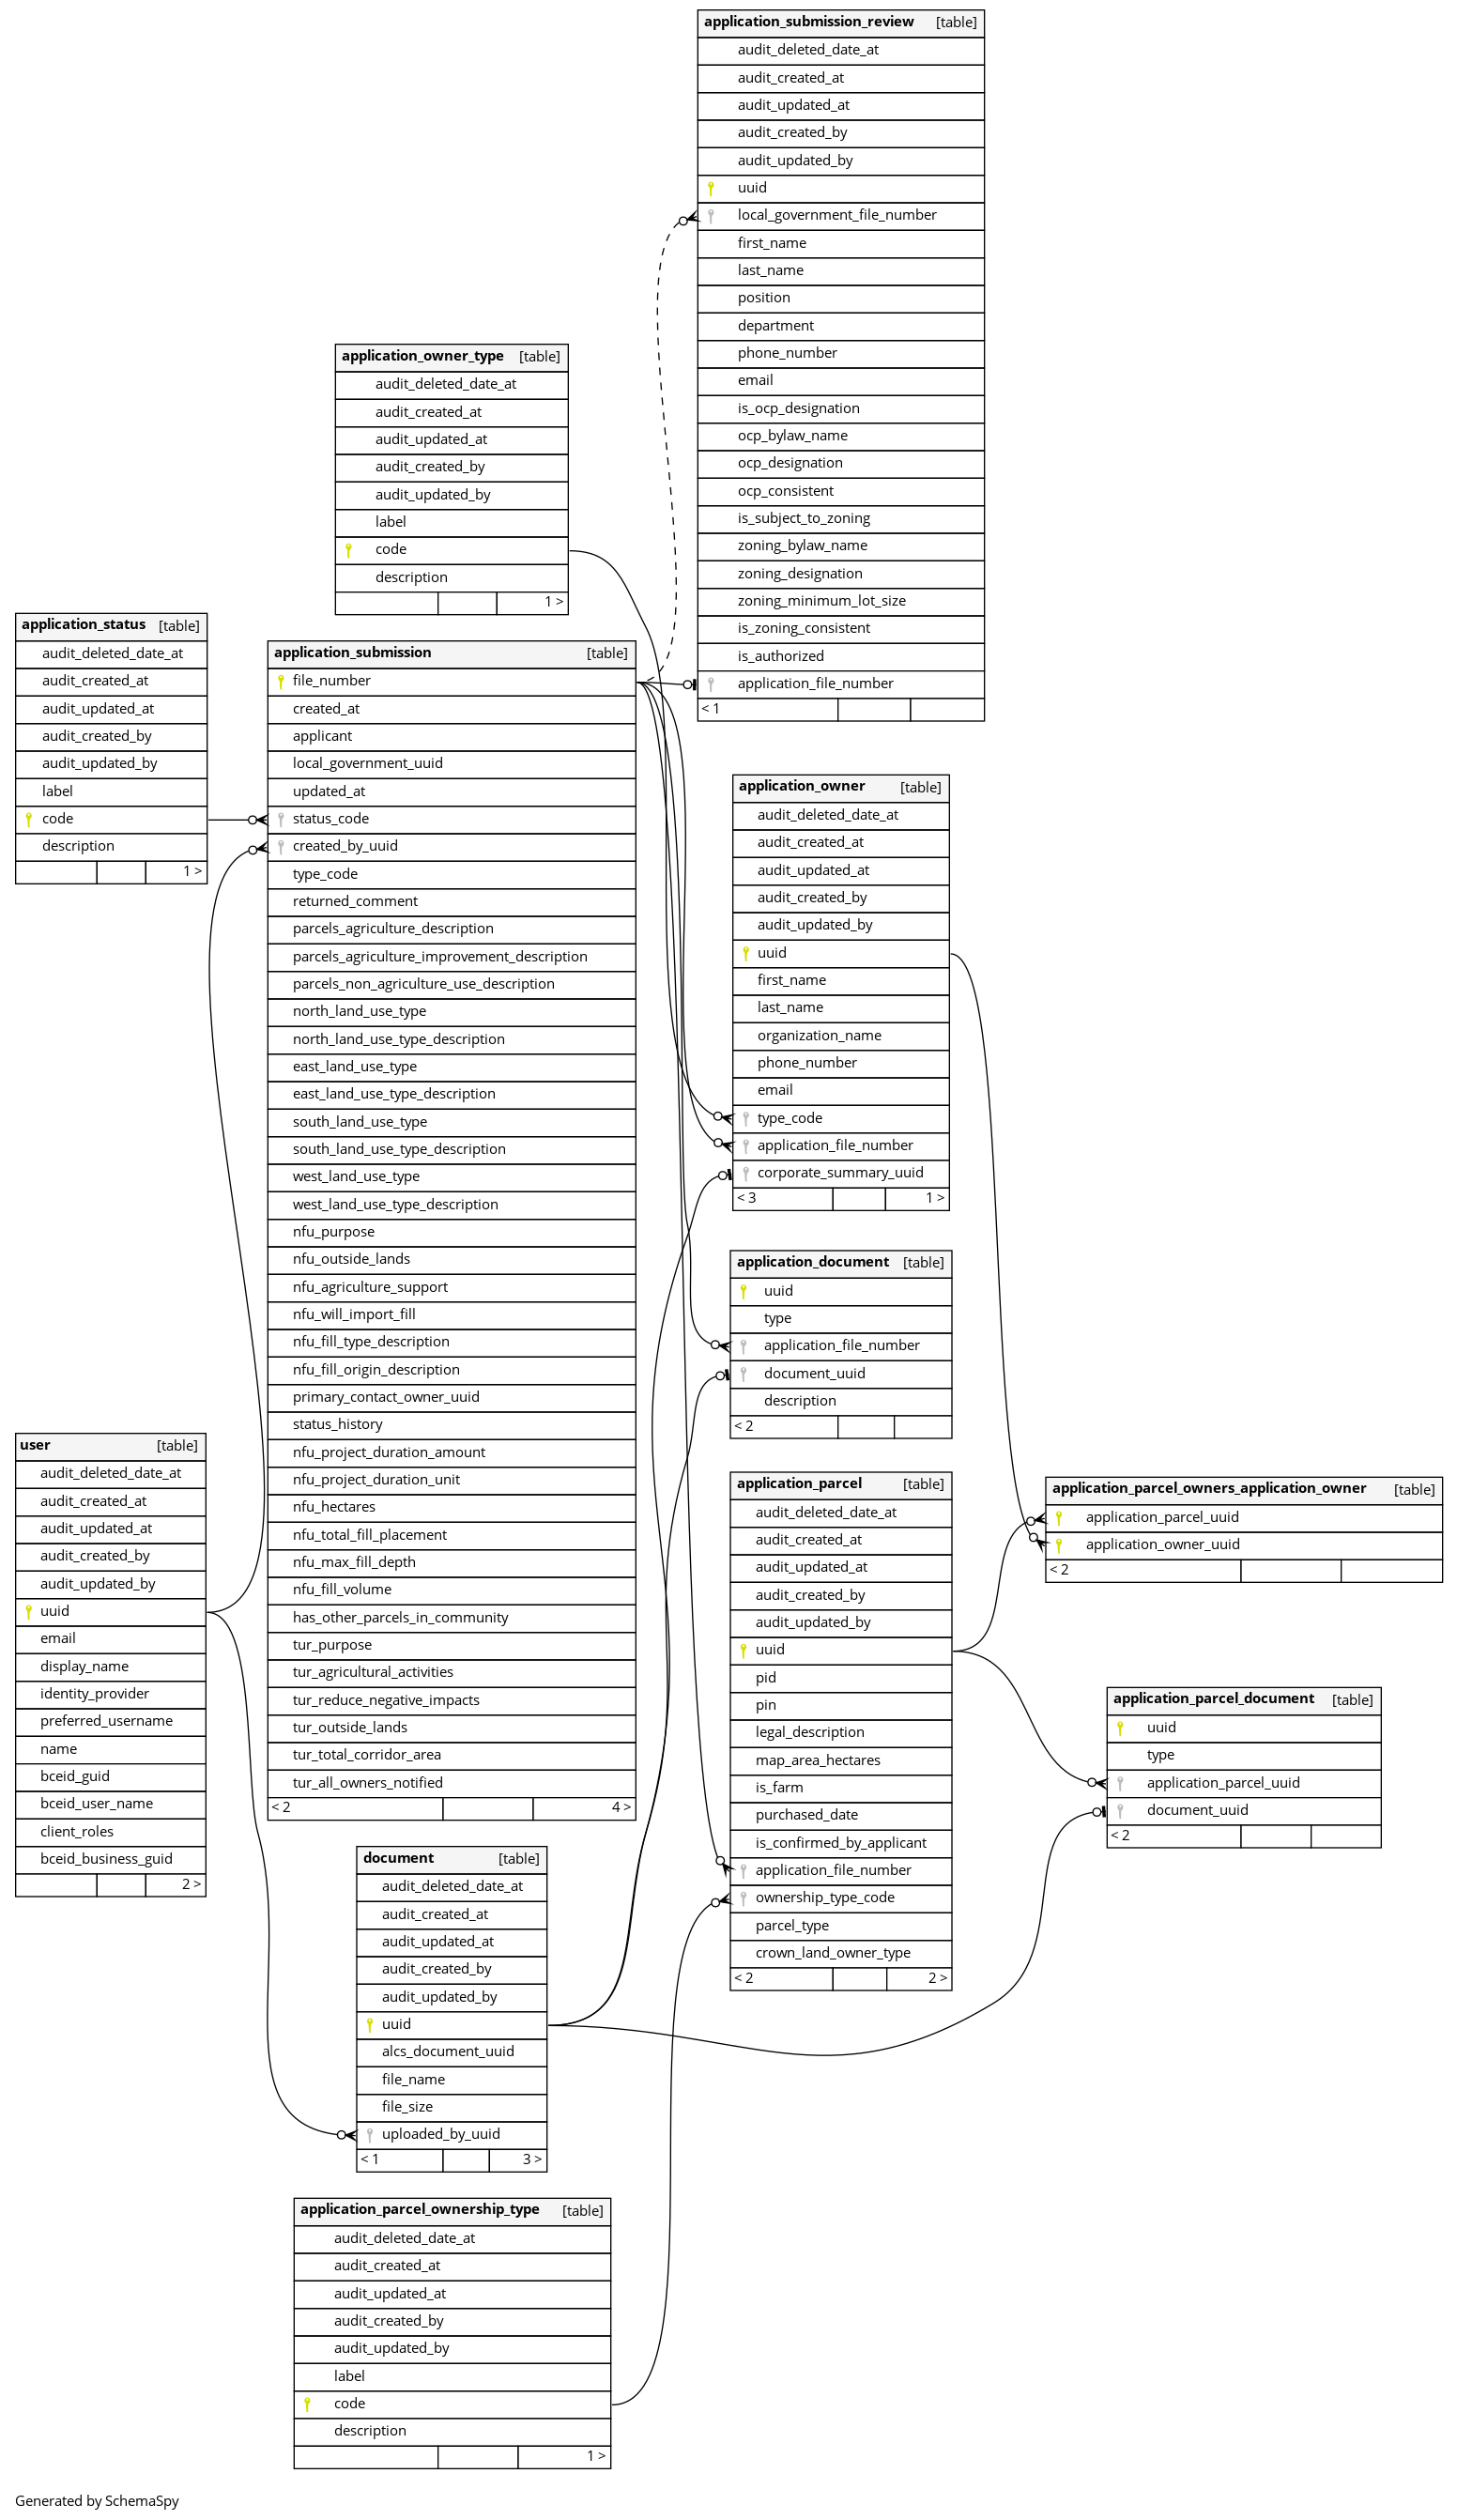 application_submission_review [table]
audit_deleted_date_at
audit_created_at
audit_updated_at
audit_created_by
audit_updated_by
uuid
local_government_file_number
first_name
last_name
position
department
phone_number
email
is_ocp_designation
ocp_bylaw_name
ocp_designation
ocp_consistent
is_subject_to_zoning
zoning_bylaw_name
zoning_designation
zoning_minimum_lot_size
is_zoning_consistent
is_authorized
application_file_number
< 1
application_owner_type [table]
audit_deleted_date_at
audit_created_at
audit_updated_at
audit_created_by
audit_updated_by
label
code
description
1 >
application_status [table]
audit_deleted_date_at
audit_created_at
audit_updated_at
audit_created_by
audit_updated_by
label
code
description
1 >
application_submission [table]
file_number
created_at
applicant
local_government_uuid
updated_at
status_code
created_by_uuid
type_code
returned_comment
parcels_agriculture_description
parcels_agriculture_improvement_description
parcels_non_agriculture_use_description
north_land_use_type
north_land_use_type_description
east_land_use_type
east_land_use_type_description
south_land_use_type
south_land_use_type_description
west_land_use_type
west_land_use_type_description
nfu_purpose
nfu_outside_lands
nfu_agriculture_support
nfu_will_import_fill
nfu_fill_type_description
nfu_fill_origin_description
primary_contact_owner_uuid
status_history
nfu_project_duration_amount
nfu_project_duration_unit
nfu_hectares
nfu_total_fill_placement
nfu_max_fill_depth
nfu_fill_volume
has_other_parcels_in_community
tur_purpose
tur_agricultural_activities
tur_reduce_negative_impacts
tur_outside_lands
tur_total_corridor_area
tur_all_owners_notified
< 2 4 >
application_owner [table]
audit_deleted_date_at
audit_created_at
audit_updated_at
audit_created_by
audit_updated_by
uuid
first_name
last_name
organization_name
phone_number
email
type_code
application_file_number
corporate_summary_uuid
< 3 1 >
application_document [table]
uuid
type
application_file_number
document_uuid
description
< 2
user [table]
audit_deleted_date_at
audit_created_at
audit_updated_at
audit_created_by
audit_updated_by
uuid
email
display_name
identity_provider
preferred_username
name
bceid_guid
bceid_user_name
client_roles
bceid_business_guid
2 >
application_parcel [table]
audit_deleted_date_at
audit_created_at
audit_updated_at
audit_created_by
audit_updated_by
uuid
pid
pin
legal_description
map_area_hectares
is_farm
purchased_date
is_confirmed_by_applicant
application_file_number
ownership_type_code
parcel_type
crown_land_owner_type
< 2 2 >
application_parcel_owners_application_owner [table]
application_parcel_uuid
application_owner_uuid
< 2
application_parcel_document [table]
uuid
type
application_parcel_uuid
document_uuid
< 2
document [table]
audit_deleted_date_at
audit_created_at
audit_updated_at
audit_created_by
audit_updated_by
uuid
alcs_document_uuid
file_name
file_size
uploaded_by_uuid
< 1 3 >
application_parcel_ownership_type [table]
audit_deleted_date_at
audit_created_at
audit_updated_at
audit_created_by
audit_updated_by
label
code
description
1 >
Generated by SchemaSpy